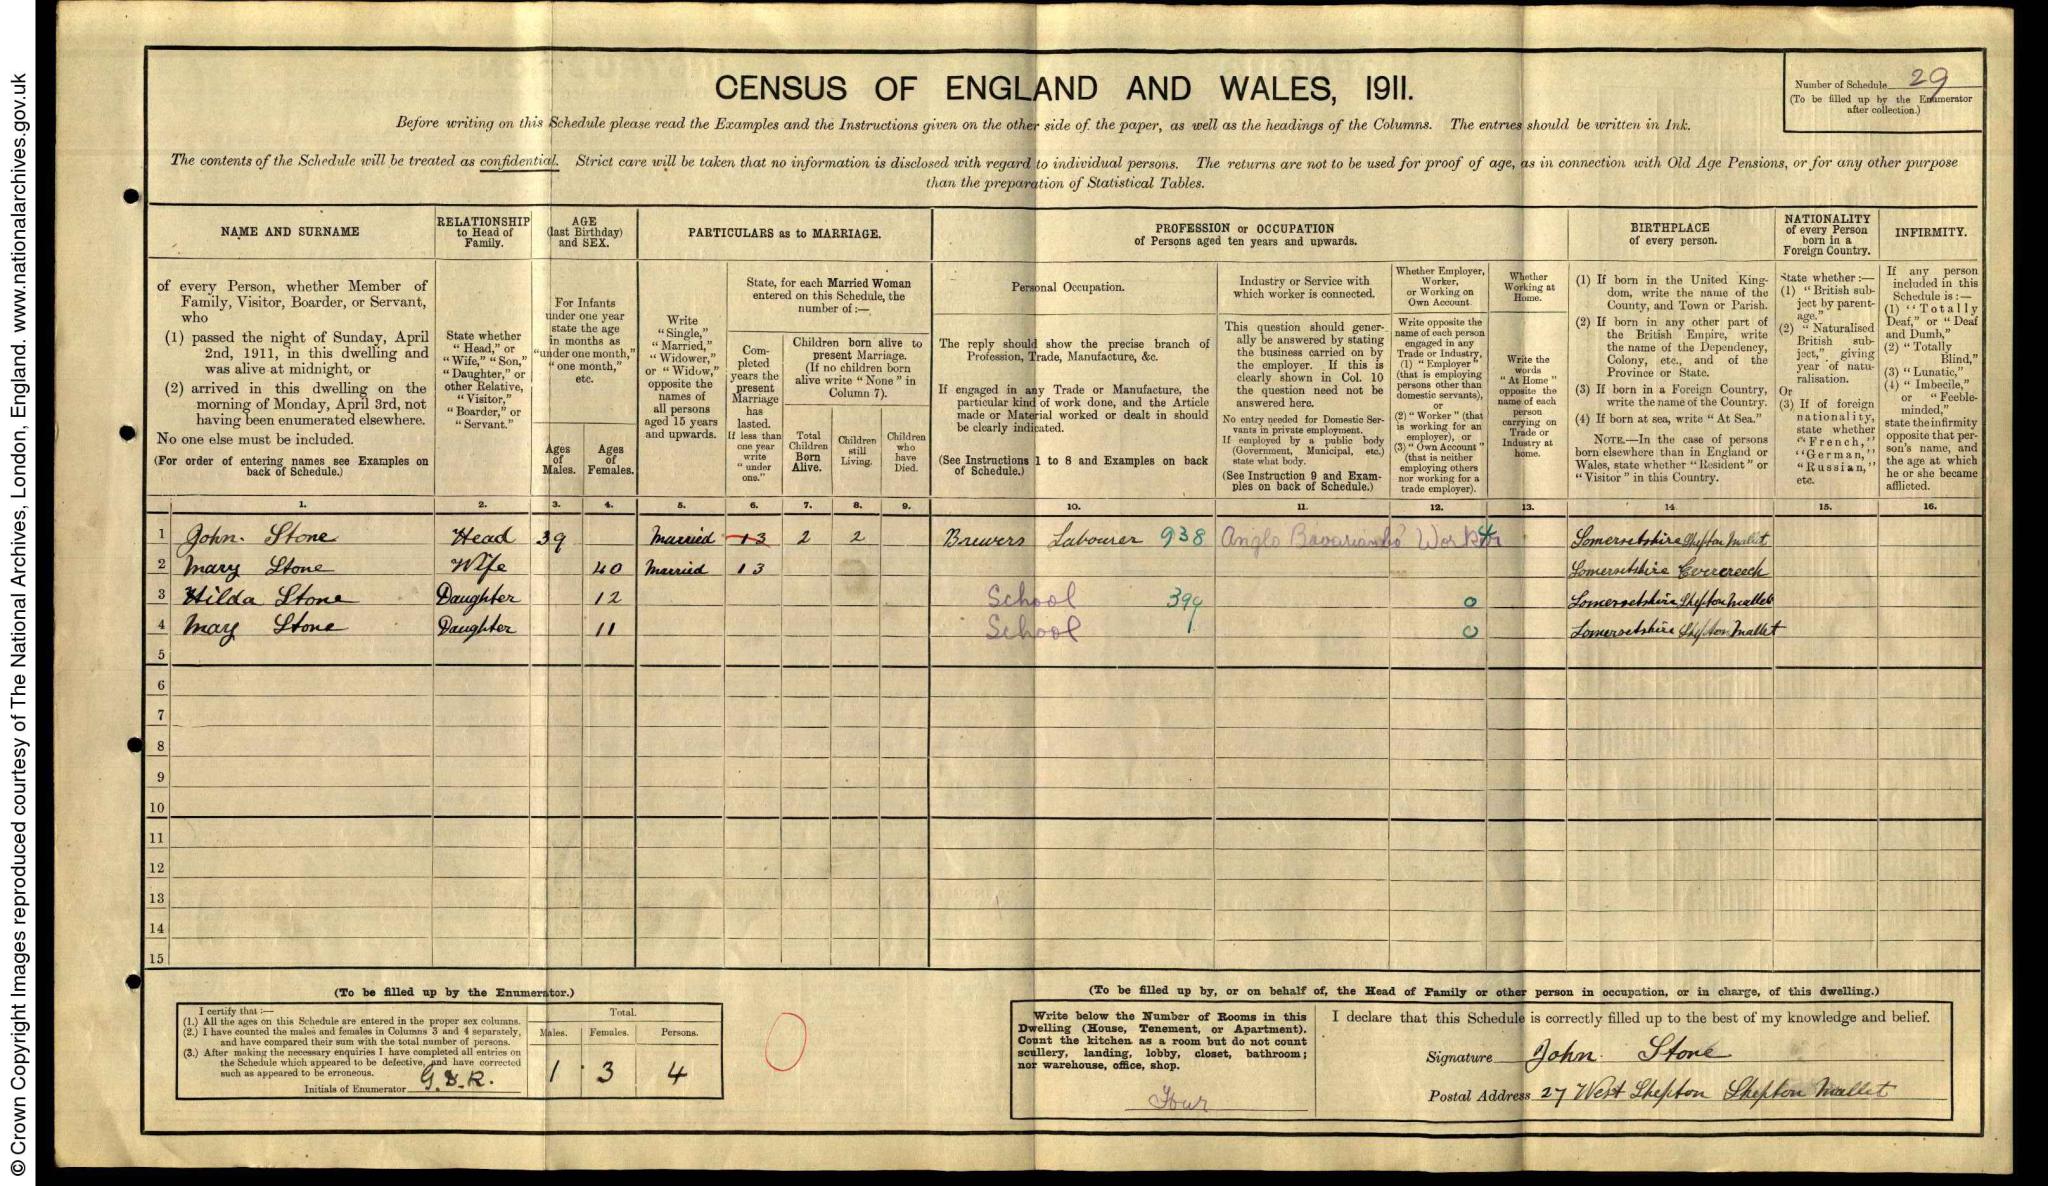 © Crown Copyright Images reproduced courtesy of The National Archives, London, England. www.nationalarchives.gov.uk
CENSUS OF ENGLAND AND WALES, 1911.
Number of Schedule 29
(To be filled up by the Enumerator
after collection.)
Before writing on this Schedule please read the Examples and the Instructions given on the other side of the paper, as well as the headings of the Columns. The entries should be written in Ink.
The contents of the Schedule will be treated as confidential. Strict care will be taken that no information is disclosed with regard to individual persons. The returns are not to be used for proof of age, as in connection with Old Age Pensions, or for any other purpose
than the preparation of Statistical Tables.
NAME AND SURNAME
RELATIONSHIP
to Head of
Family.
AGE
(last Birthday)
and SEX.
PARTICULARS as to MARRIAGE.
PROFESSION or OCCUPATION
of Persons aged ten years and upwards.
BIRTHPLACE
of every person.
NATIONALITY
of every Person
born in a
Foreign Country.
INFIRMITY.
of every Person, whether Member of
Family, Visitor, Boarder, or Servant,
who
(1) passed the night of Sunday, April
2nd, 1911, in this dwelling and
was alive at midnight, or
(2) arrived in this dwelling on the
morning of Monday, April 3rd, not
having been enumerated elsewhere.
No one else must be included.
(For order of entering names see Examples on
back of Schedule.)
State whether
"Head," or
"Wife," "Son,"
"Daughter," or
other Relative,
"Visitor,"
"Boarder," or
"Servant."
For Infants
under one year
state the age
in months as
"under one month,"
"one month,"
etc.
Ages
of
Males.
Ages
of
Females.
Write
"Single,"
"Married,"
"Widower,"
or "Widow,"
opposite the
names of
all persons
aged 15 years
and upwards.
State, for each Married Woman
entered on this Schedule, the
number of:—
Com-
pleted
years the
present
Marriage
has
lasted.
If less than
one year
write
"under
one."
Children born alive to
present Marriage.
(If no children born
alive write "None" in
Column 7).
Total
Children
Born
Alive.
Children
still
Living.
Children
who
have
Died.
Personal Occupation.
The reply should show the precise branch of
Profession, Trade, Manufacture, &c.
If engaged in any Trade or Manufacture, the
particular kind of work done, and the Article
made or Material worked or dealt in should
be clearly indicated.
(See Instructions 1 to 8 and Examples on back
of Schedule.)
Industry or Service with
which worker is connected.
This question should gener-
ally be answered by stating
the business carried on by
the employer. If this is
clearly shown in Col. 10
the question need not be
answered here.
No entry needed for Domestic Ser-
vants in private employment.
If employed by a public body
(Government, Municipal, etc.)
state what body.
(See Instruction 9 and Exam-
ples on back of Schedule.)
Whether Employer,
Worker,
or Working on
Own Account.
Write opposite the
name of each person
engaged in any
Trade or Industry,
(1) "Employer"
(that is employing
persons other than
domestic servants),
or
(2) "Worker" (that
is working for an
employer), or
(3) "Own Account"
(that is neither
employing others
nor working for a
trade employer).
Whether
Working at
Home.
Write the
words
"At Home"
opposite the
name of each
person
carrying on
Trade or
Industry at
home.
(1) If born in the United King-
dom, write the name of the
County, and Town or Parish.
(2) If born in any other part of
the British Empire, write
the name of the Dependency,
Colony, etc., and of the
Province or State.
(3) If born in a Foreign Country,
write the name of the Country.
(4) If born at sea, write "At Sea."
NOTE.—In the case of persons
born elsewhere than in England or
Wales, state whether "Resident" or
"Visitor" in this Country.
State whether:—
(1) "British sub-
ject by parent-
age."
(2) "Naturalised
British sub-
ject," giving
year of natu-
ralisation.
Or
(3) If of foreign
nationality,
state whether
"French,"
"German,"
"Russian,"
etc.
If any person
included in this
Schedule is:—
(1) "Totally
Deaf," or "Deaf
and Dumb,"
(2) "Totally
Blind,"
(3) "Lunatic,"
(4) "Imbecile,"
or "Feeble-
minded,"
state the infirmity
opposite that per-
son's name, and
the age at which
he or she became
afflicted.
1. 2. 3. 4. 5. 6. 7. 8. 9. 10. 11. 12. 13. 14. 15. 16.
1 John. Stone Head 39 Married 13 2 2 Brewers Labourer 938 Anglo Bavarian Worker 4 Somersetshire Shepton Mallet
2 Mary Stone Wife 40 Married 13 Somersetshire Evercreech
3 Hilda Stone Daughter 12 School 399 0 Somersetshire Shepton Mallet
4 Mary Stone Daughter 11 School 0 Somersetshire Shepton Mallet
5
6
7
8
9
10
11
12
13
14
15
(To be filled up by the Enumerator.)
I certify that:—
(1.) All the ages on this Schedule are entered in the proper sex columns.
(2.) I have counted the males and females in Columns 3 and 4 separately,
and have compared their sum with the total number of persons.
(3.) After making the necessary enquiries I have completed all entries on
the Schedule which appeared to be defective, and have corrected
such as appeared to be erroneous.
Initials of Enumerator G.D.R.
Total.
Males. Females. Persons.
1 3 4
0
(To be filled up by, or on behalf of, the Head of Family or other person in occupation, or in charge, of this dwelling.)
Write below the Number of Rooms in this
Dwelling (House, Tenement, or Apartment).
Count the kitchen as a room but do not count
scullery, landing, lobby, closet, bathroom;
nor warehouse, office, shop.
Four
I declare that this Schedule is correctly filled up to the best of my knowledge and belief.
Signature John. Stone
Postal Address 27 West Shepton Shepton Mallet